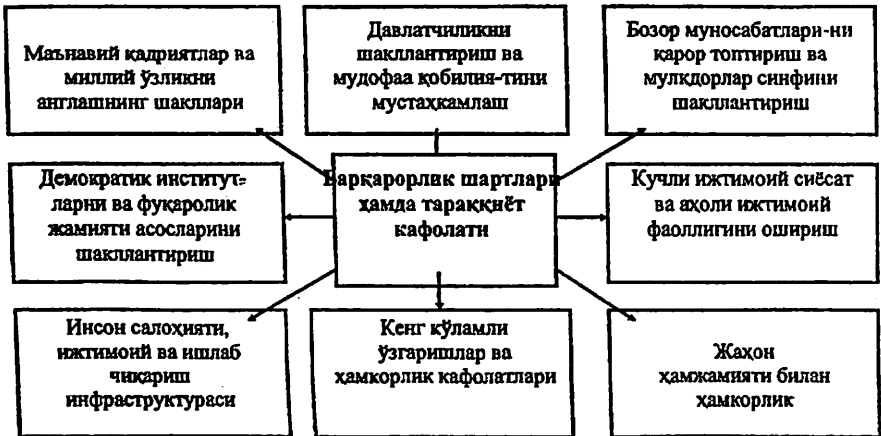 Маънавий қадриятлар ва
миллий ўзликни
англашнинг шакллари
Давлатчиликни
шакллантириш ва
мудофаа қобилия-тини
мустаҳкамлаш
Бозор муносабатлари-ни
қарор топтириш ва
мулкдорлар синфини
шакллантириш
Демократик институт-
ларни ва фуқаролик
жамияти асосларини
шакллантириш
Барқарорлик шартлари
ҳамда тараққиёт
кафолати
Кучли ижтимоий сиёсат
ва аҳоли ижтимоий
фаоллигини ошириш
Инсон салоҳияти,
ижтимоий ва ишлаб
чиқариш
инфраструктураси
Кенг кўламли
ўзгаришлар ва
ҳамкорлик кафолатлари
Жаҳон
ҳамжамияти билан
ҳамкорлик